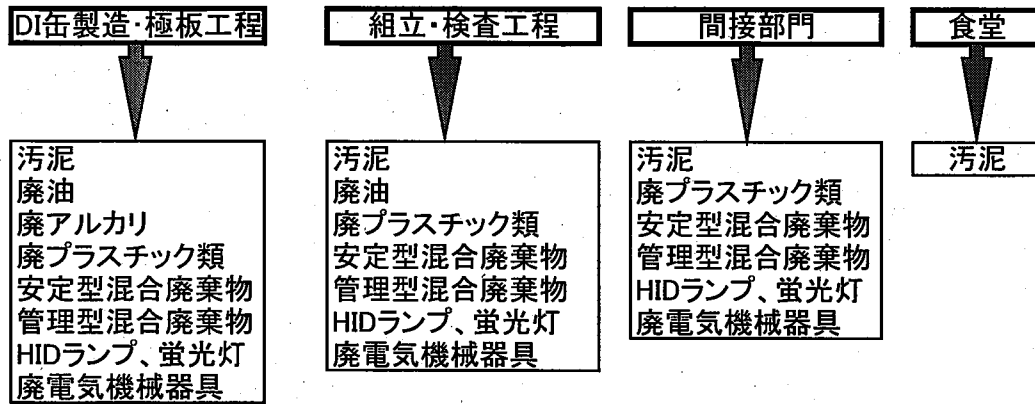 DI缶製造・極板工程
汚泥
廃油
廃アルカリ
廃プラスチック類
安定型混合廃棄物
管理型混合廃棄物
HIDランプ、蛍光灯
廃電気機械器具
組立・検査工程
汚泥
廃油
廃プラスチック類
安定型混合廃棄物
管理型混合廃棄物
HIDランプ、蛍光灯
廃電気機械器具
間接部門
汚泥
廃プラスチック類
安定型混合廃棄物
管理型混合廃棄物
HIDランプ、蛍光灯
廃電気機械器具
食堂
汚泥